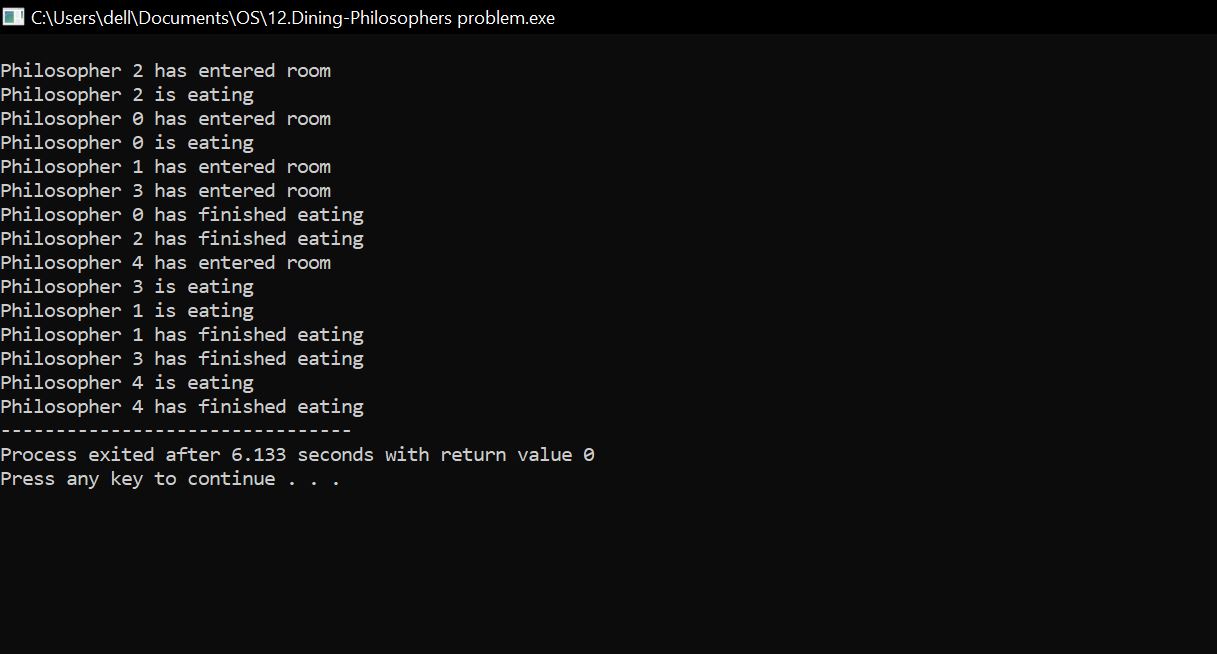 C:\Users\dell\Documents\OS\12.Dining-Philosophers problem.exe
Philosopher 2 has entered room
Philosopher 2 is eating
Philosopher 0 has entered room
Philosopher 0 is eating
Philosopher 1 has entered room
Philosopher 3 has entered room
Philosopher 0 has finished eating
Philosopher 2 has finished eating
Philosopher 4 has entered room
Philosopher 3 is eating
Philosopher 1 is eating
Philosopher 1 has finished eating
Philosopher 3 has finished eating
Philosopher 4 is eating
Philosopher 4 has finished eating
--------------------------------
Process exited after 6.133 seconds with return value 0
Press any key to continue . . .